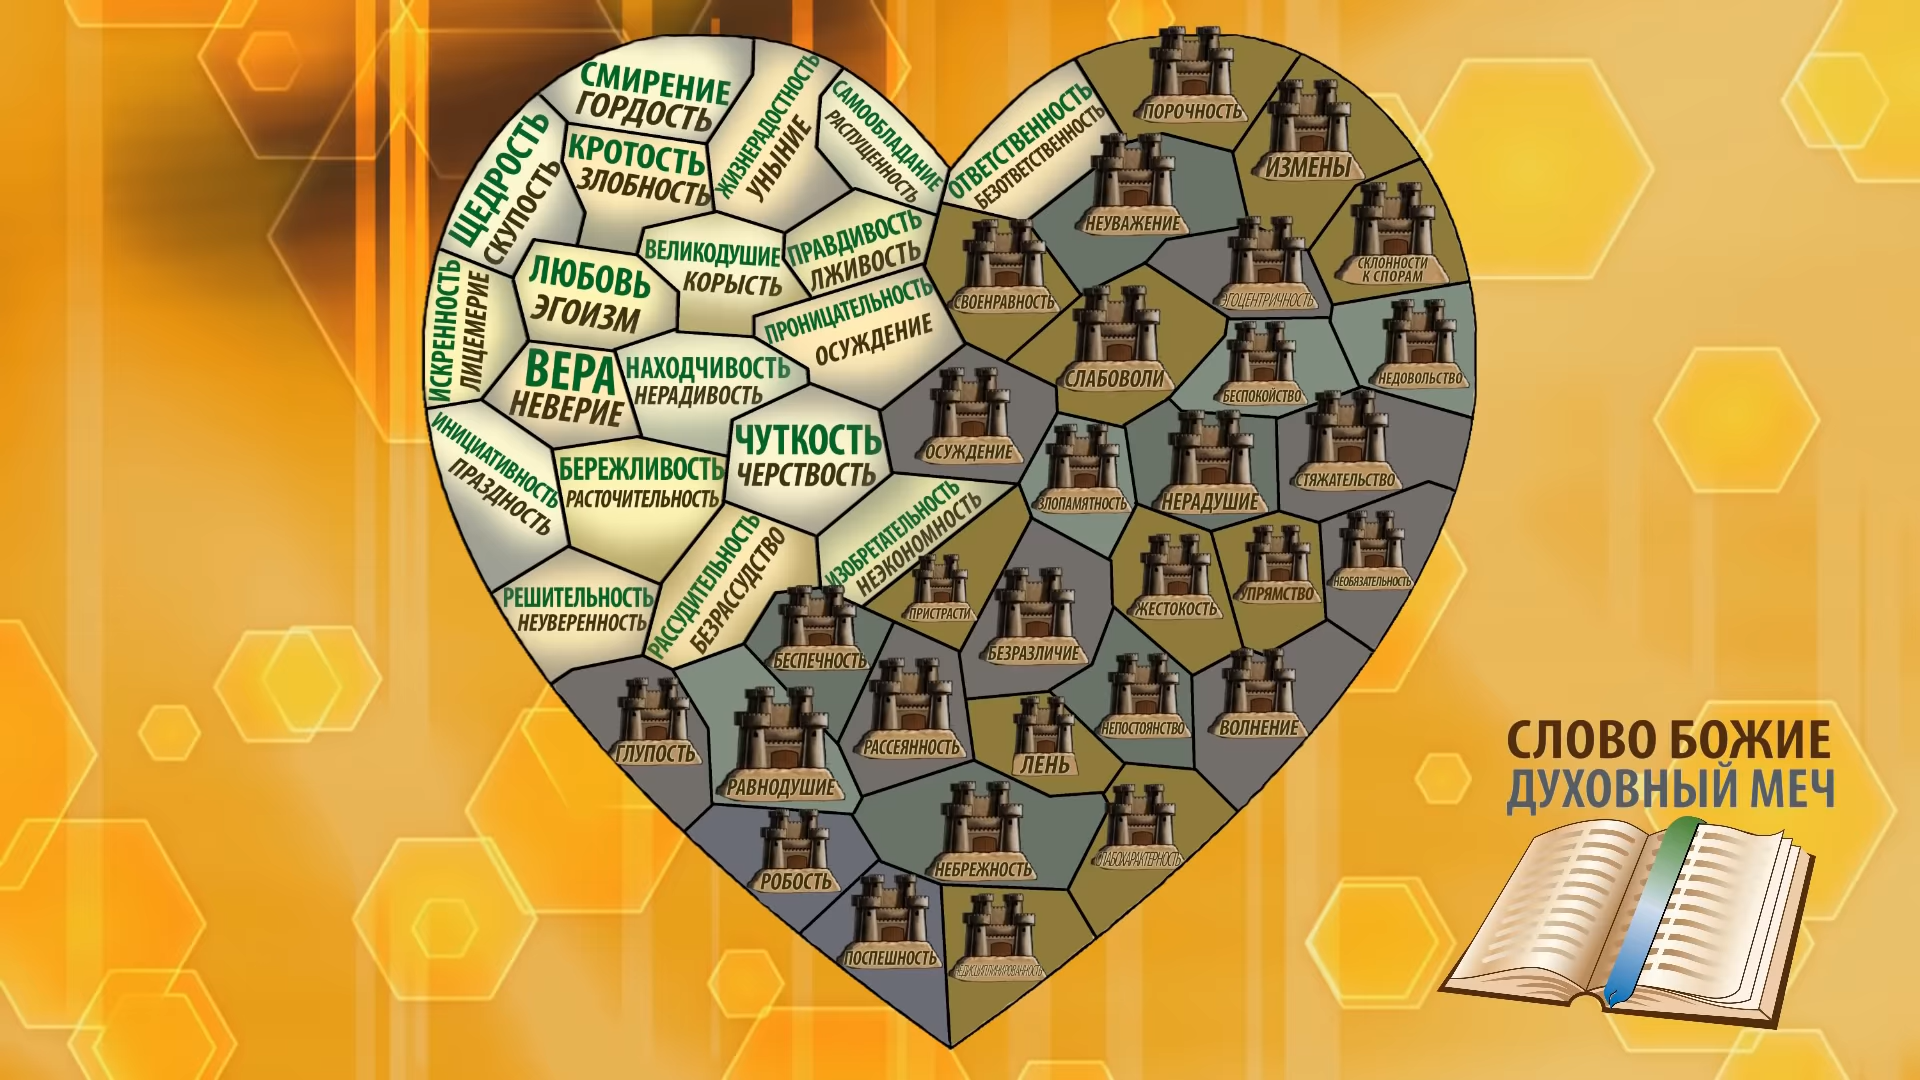 СМИРЕНИЕ
ГОРДОСТЬ
ЖИЗНЕРАДОСТНОСТЬ
УНЫНИЕ
САМООБЛАДАНИЕ
РАСПУЩЕННОСТЬ
ЩЕДРОСТЬ
СКУПОСТЬ
КРОТОСТЬ
ЗЛОБНОСТЬ
ВЕЛИКОДУШИЕ
КОРЫСТЬ
ПРАВДИВОСТЬ
ЛЖИВОСТЬ
ИСКРЕННОСТЬ
ЛИЦЕМЕРИЕ
ЛЮБОВЬ
ЭГОИЗМ
ПРОНИЦАТЕЛЬНОСТЬ
ОСУЖДЕНИЕ
ВЕРА
НЕВЕРИЕ
НАХОДЧИВОСТЬ
НЕРАДИВОСТЬ
ИНИЦИАТИВНОСТЬ
ПРАЗДНОСТЬ
БЕРЕЖЛИВОСТЬ
РАСТОЧИТЕЛЬНОСТЬ
ЧУТКОСТЬ
ЧЕРСТВОСТЬ
РЕШИТЕЛЬНОСТЬ
НЕУВЕРЕННОСТЬ
РАССУДИТЕЛЬНОСТЬ
БЕЗРАССУДСТВО
ИЗОБРЕТАТЕЛЬНОСТЬ
НЕЭКОНОМНОСТЬ
ОТВЕТСТВЕННОСТЬ
БЕЗОТВЕТСТВЕННОСТЬ
ПОРОЧНОСТЬ
ИЗМЕНЫ
НЕУВАЖЕНИЕ
СКЛОННОСТИ
К СПОРАМ
СВОЕНРАВНОСТЬ
ЭГОЦЕНТРИЧНОСТЬ
СЛАБОВОЛИ
БЕСПОКОЙСТВО
НЕДОВОЛЬСТВО
ОСУЖДЕНИЕ
ЗЛОПАМЯТНОСТЬ
НЕРАДУШИЕ
СТЯЖАТЕЛЬСТВО
ПРИСТРАСТИ
ЖЕСТОКОСТЬ
УПРЯМСТВО
НЕОБЯЗАТЕЛЬНОСТЬ
БЕСПЕЧНОСТЬ
БЕЗРАЗЛИЧИЕ
ГЛУПОСТЬ
РАВНОДУШИЕ
РАССЕЯННОСТЬ
ЛЕНЬ
НЕПОСТОЯНСТВО
ВОЛНЕНИЕ
РОБОСТЬ
НЕБРЕЖНОСТЬ
СЛАБОХАРАКТЕРНОСТЬ
ПОСПЕШНОСТЬ
НЕДИСЦИПЛИНИРОВАННОСТЬ
СЛОВО БОЖИЕ
ДУХОВНЫЙ МЕЧ